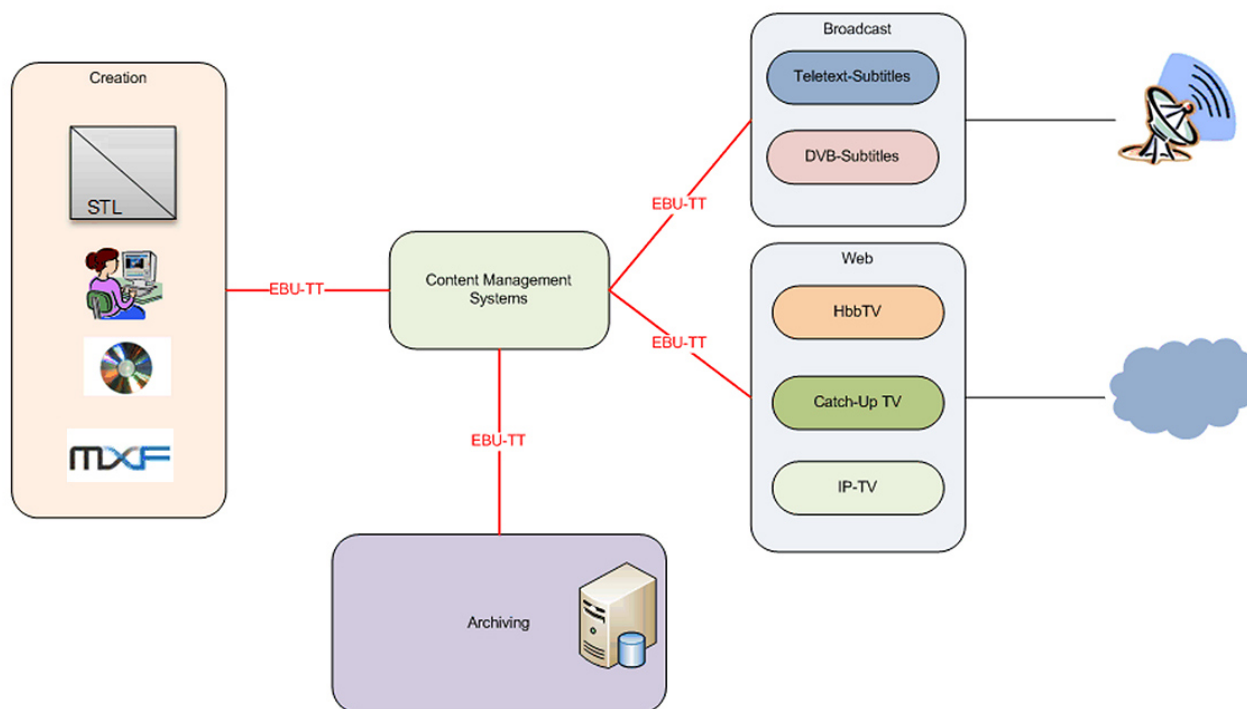 Creation
STL
MXF
EBU-TT
Content Management
Systems
EBU-TT
EBU-TT
EBU-TT
Archiving
Broadcast
Teletext-Subtitles
DVB-Subtitles
Web
HbbTV
Catch-Up TV
IP-TV